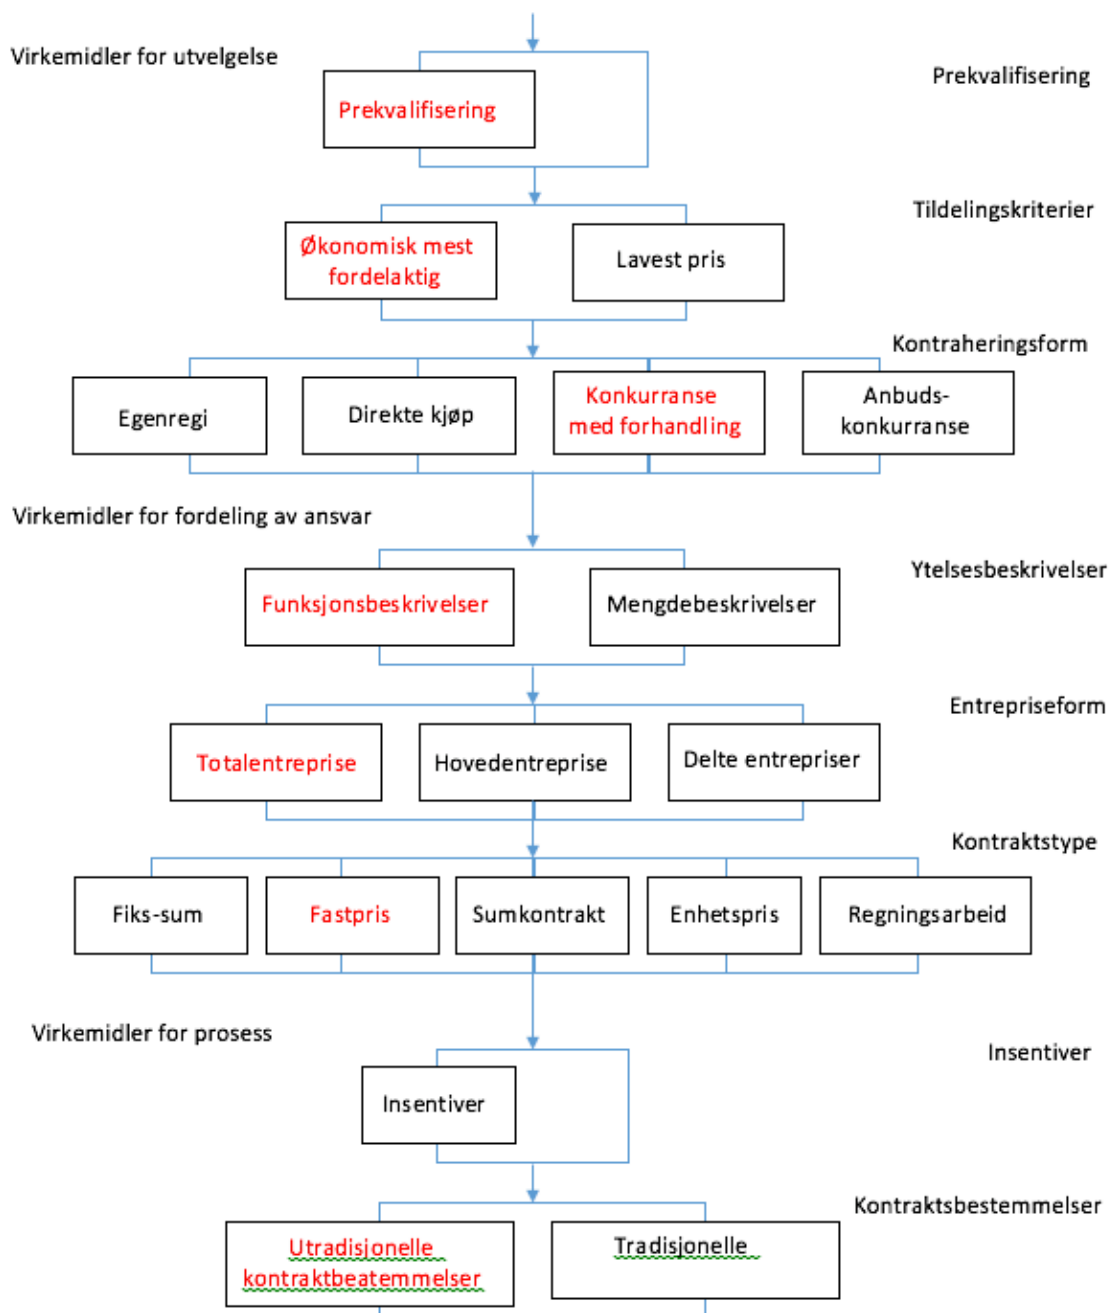 Virkemidler for utvelgelse
Prekvalifisering
Prekvalifisering
Tildelingskriterier
Økonomisk mest
fordelaktig
Lavest pris
Kontraheringsform
Egenregi
Direkte kjøp
Konkurranse
med forhandling
Anbuds-
konkurranse
Virkemidler for fordeling av ansvar
Ytelsesbeskrivelser
Funksjonsbeskrivelser
Mengdebeskrivelser
Entrepriseform
Totalentreprise
Hovedentreprise
Delte entrepriser
Kontraktstype
Fiks-sum
Fastpris
Sumkontrakt
Enhetspris
Regningsarbeid
Virkemidler for prosess
Insentiver
Insentiver
Kontraktsbestemmelser
Utradisjonelle
kontraktbeatemmelser
Tradisjonelle